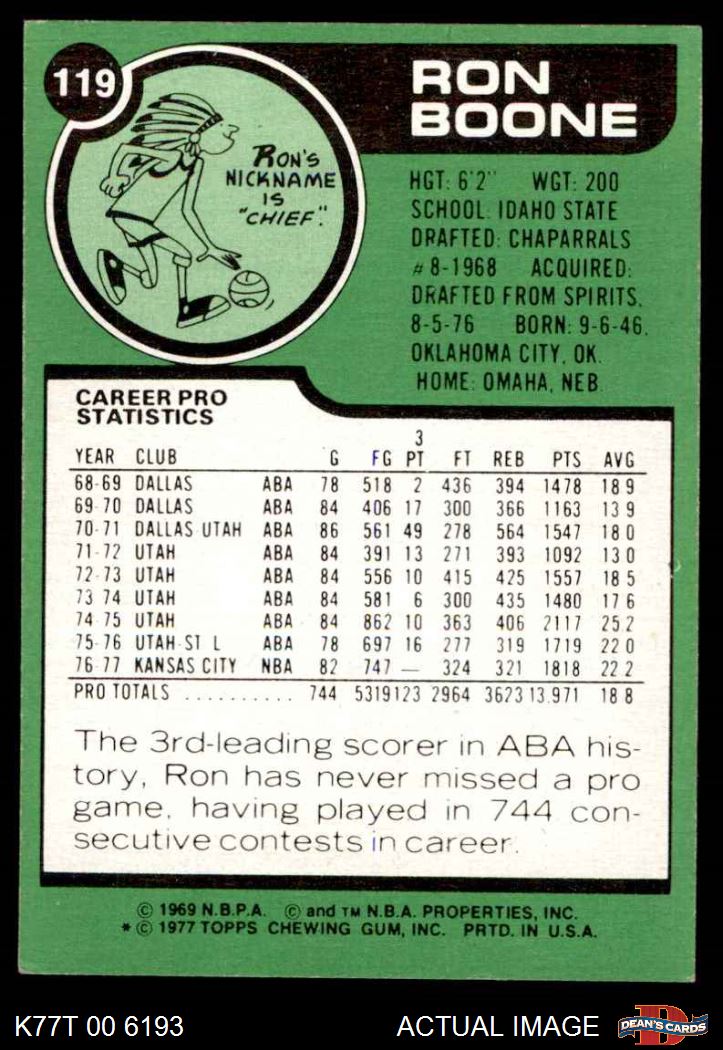 119
RON
BOONE
RON'S
NICKNAME
IS
"CHIEF."
HGT: 6'2" WGT: 200
SCHOOL: IDAHO STATE
DRAFTED: CHAPARRALS
#8-1968 ACQUIRED:
DRAFTED FROM SPIRITS,
8-5-76 BORN: 9-6-46.
OKLAHOMA CITY, OK.
HOME: OMAHA, NEB.
CAREER PRO
STATISTICS
3
YEAR CLUB G FG PT FT REB PTS AVG
68-69 DALLAS ABA 78 518 2 436 394 1478 18.9
69-70 DALLAS ABA 84 406 17 300 366 1163 13.9
70-71 DALLAS UTAH ABA 86 561 49 278 564 1547 18.0
71-72 UTAH ABA 84 391 13 271 393 1092 13.0
72-73 UTAH ABA 84 556 10 415 425 1557 18.5
73-74 UTAH ABA 84 581 6 300 435 1480 17.6
74-75 UTAH ABA 84 862 10 363 406 2117 25.2
75-76 UTAH-ST L ABA 78 697 16 277 319 1719 22.0
76-77 KANSAS CITY NBA 82 747 — 324 321 1818 22.2
PRO TOTALS .......... 744 5319 123 2964 3623 13,971 18.8
The 3rd-leading scorer in ABA his-
tory, Ron has never missed a pro
game, having played in 744 con-
secutive contests in career.
© 1969 N.B.P.A. © and TM N.B.A. PROPERTIES, INC.
* © 1977 TOPPS CHEWING GUM, INC. PRTD. IN U.S.A.
K77T 00 6193 ACTUAL IMAGE
D
DEAN'S CARDS